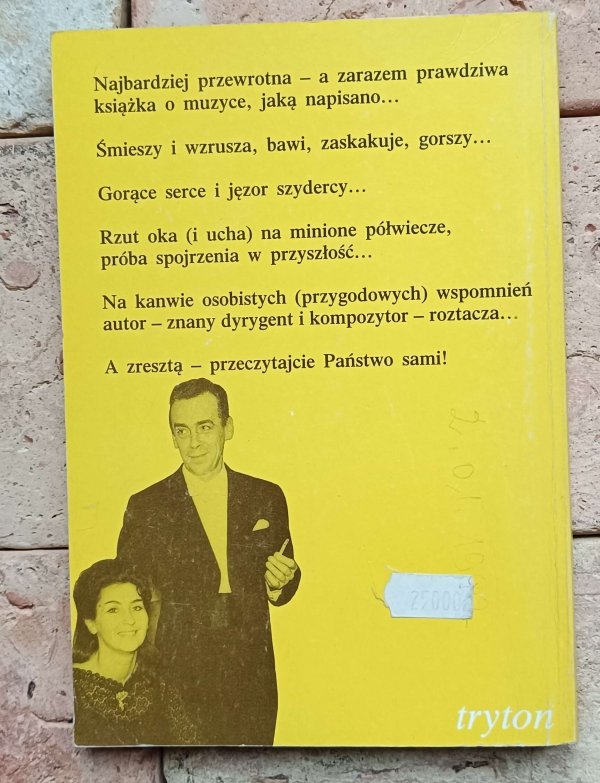 Najbardziej przewrotna – a zarazem prawdziwa
książka o muzyce, jaką napisano...
Śmieszy i wzrusza, bawi, zaskakuje, gorszy...
Gorące serce i jęzor szydercy...
Rzut oka (i ucha) na minione półwiecze,
próba spojrzenia w przyszłość...
Na kanwie osobistych (przygodowych) wspomnień
autor – znany dyrygent i kompozytor – roztacza...
A zresztą – przeczytajcie Państwo sami!
tryton